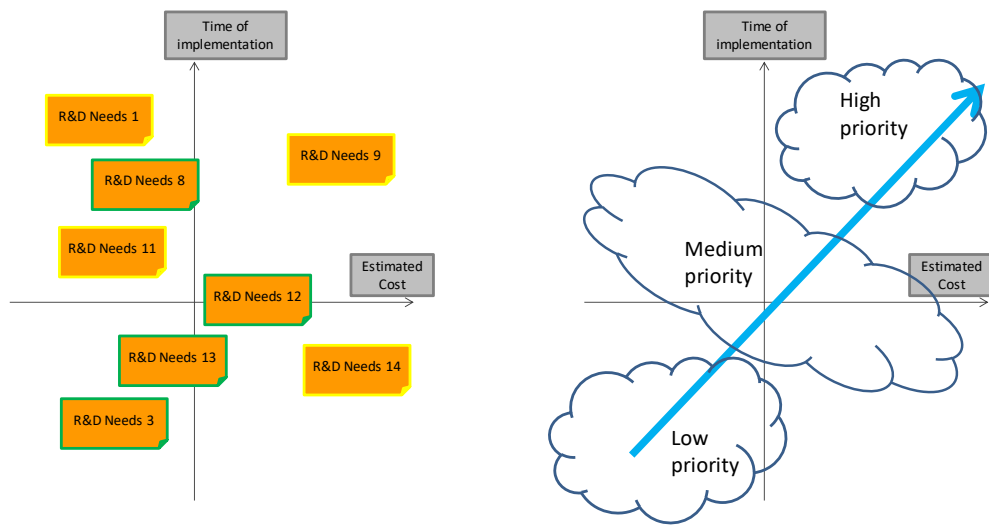 Time of
implementation
R&D Needs 1
R&D Needs 9
R&D Needs 8
R&D Needs 11
Estimated
Cost
R&D Needs 12
R&D Needs 13
R&D Needs 14
R&D Needs 3
Time of
implementation
High
priority
Medium
priority
Estimated
Cost
Low
priority